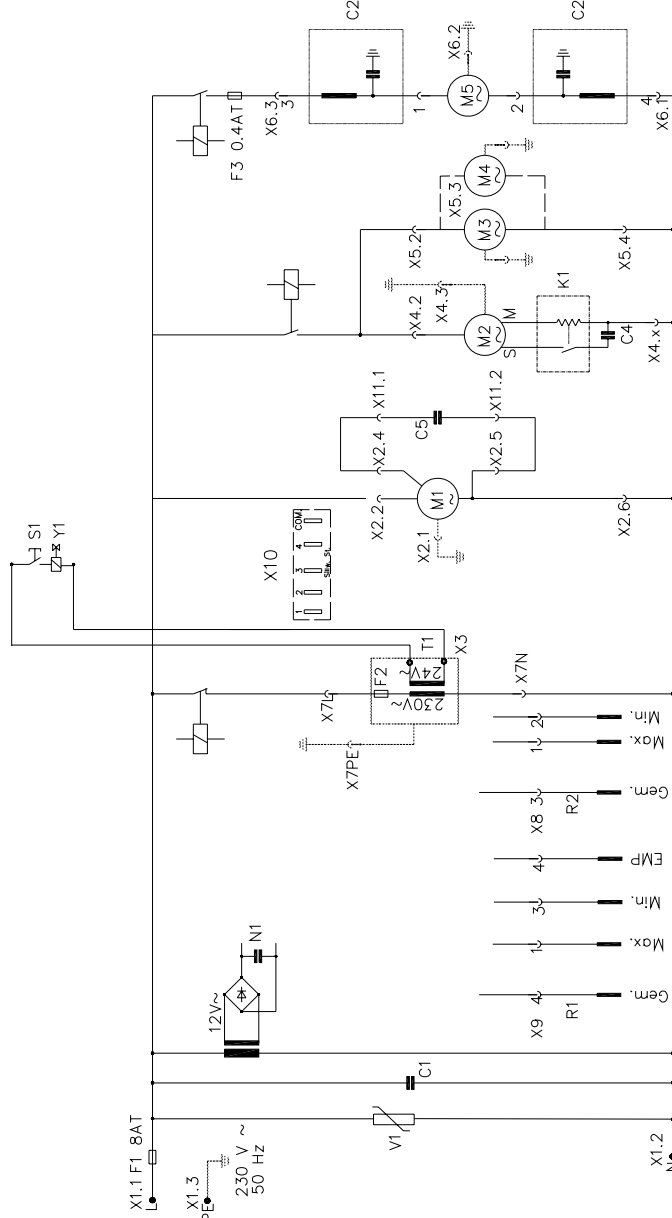 X1.1 F1 8AT
L
X1.3
PE
230 V ~
50 Hz
X1.2
N
V1
C1
12V~
N1
X9
4
1
3
4
R1
Gem.
Max.
Min.
EMP
X8
3
1
2
R2
Gem.
Max.
Min.
X7PE
X7L
F2
230V~
24V~
T1
X3
X7N
S1
Y1
X10
1
2
3
4
COM
X2.2
X2.4
X11.1
M1
~
C5
X2.1
X2.5
X11.2
X2.6
X4.2
X4.3
M2
~
S
M
K1
C4
X4.x
X5.2
X5.3
M3
~
M4
~
X5.4
F3 0.4AT
X6.3
3
C2
1
X6.2
M5
~
2
C2
4
X6.1